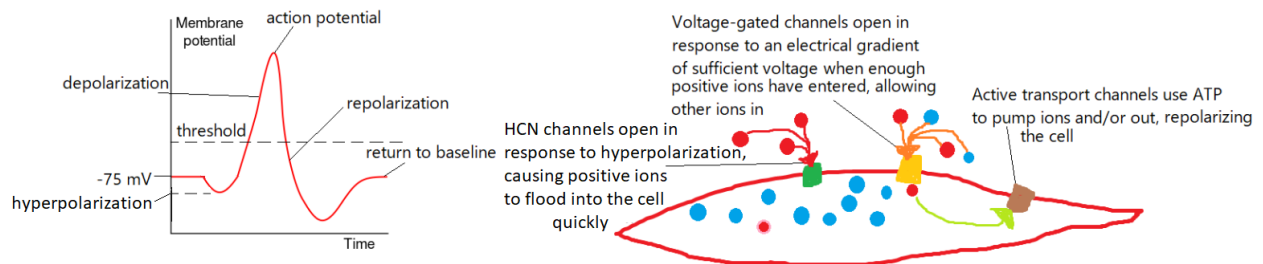 Membrane
potential
action potential
depolarization
repolarization
threshold
return to baseline
-75 mV
hyperpolarization
Time
Voltage-gated channels open in
response to an electrical gradient
of sufficient voltage when enough
positive ions have entered, allowing
other ions in
HCN channels open in
response to hyperpolarization,
causing positive ions
to flood into the cell
quickly
Active transport channels use ATP
to pump ions and/or out, repolarizing
the cell